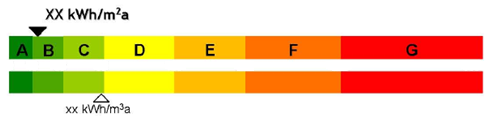 XX kWh/m²a
A B C D E F G
xx kWh/m³a